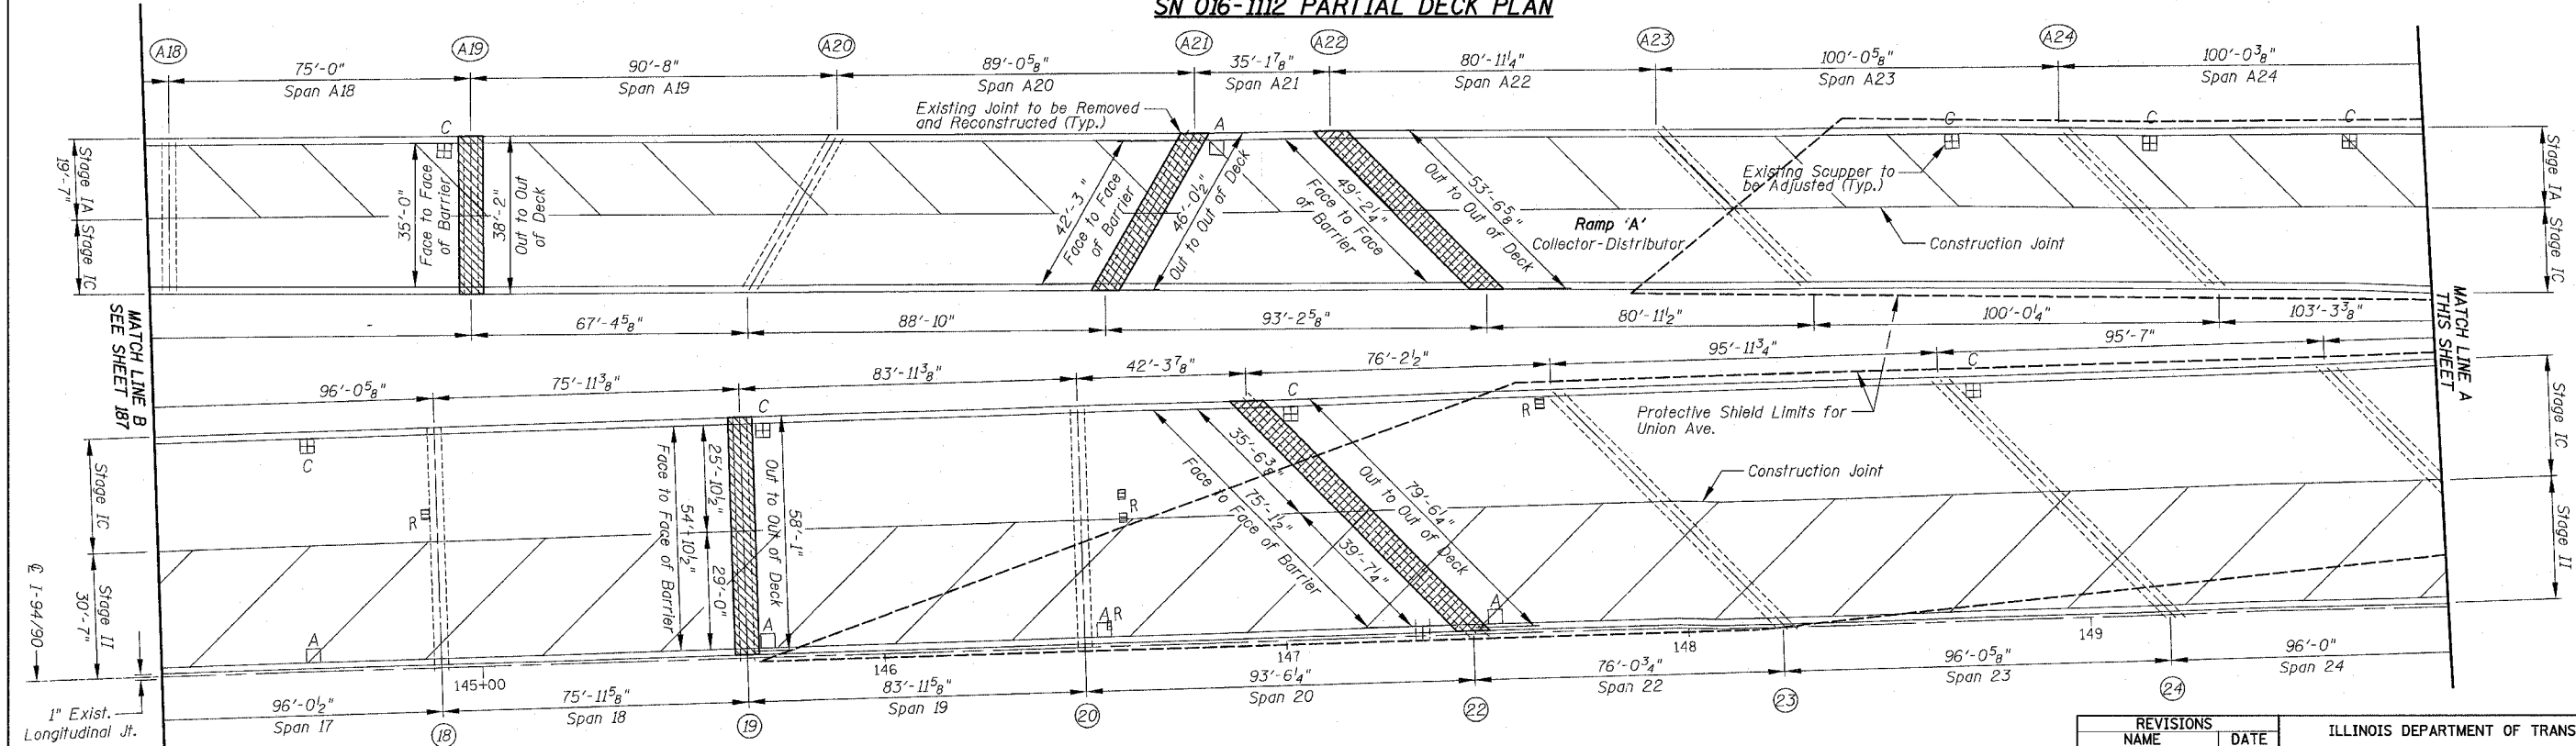 SN 016-1112 PARTIAL DECK PLAN
A18
A19
A20
A21
A22
A23
A24
75'-0"
90'-8"
89'-0⅝"
35'-1⅞"
80'-11¼"
100'-0⅝"
100'-0⅜"
Span A18
Span A19
Span A20
Span A21
Span A22
Span A23
Span A24
Existing Joint to be Removed
and Reconstructed (Typ.)
C
A
C
C
C
Stage IA
19'-7"
Stage IC
35'-0"
Face to Face
of Barrier
38'-2"
Out to Out
of Deck
42'-3"
Face to Face
of Barrier
46'-0½"
Out to Out of Deck
49'-2¼"
Face to Face
of Barrier
53'-6⅝"
Out to Out of Deck
Existing Scupper to
be Adjusted (Typ.)
Ramp 'A'
Collector-Distributor
Construction Joint
Stage IA
Stage IC
MATCH LINE B
SEE SHEET 187
MATCH LINE A
THIS SHEET
-
67'-4⅝"
88'-10"
93'-2⅝"
80'-11½"
100'-0¼"
103'-3⅜"
96'-0⅝"
75'-11⅜"
83'-11⅜"
42'-3⅞"
76'-2½"
95'-11¾"
95'-7"
C
C
C
R
C
Protective Shield Limits for
Union Ave.
Construction Joint
Stage IC
Stage II
30'-7"
℄ I-94/90
R
R
Face to Face of Barrier
54'-10½"
25'-10½"
29'-0"
Out to Out of Deck
58'-1"
35'-6⅜"
75'-1½"
Face to Face of Barrier
39'-7¼"
79'-6¼"
Out to Out of Deck
Stage IC
Stage II
A
A
A
R
A
145+00
146
147
148
149
96'-0½"
75'-11⅝"
83'-11⅝"
93'-6¼"
76'-0¾"
96'-0⅝"
96'-0"
Span 17
Span 18
Span 19
Span 20
Span 22
Span 23
Span 24
18
19
20
22
23
24
1" Exist.
Longitudinal Jt.
REVISIONS
NAME
DATE
ILLINOIS DEPARTMENT OF TRANS